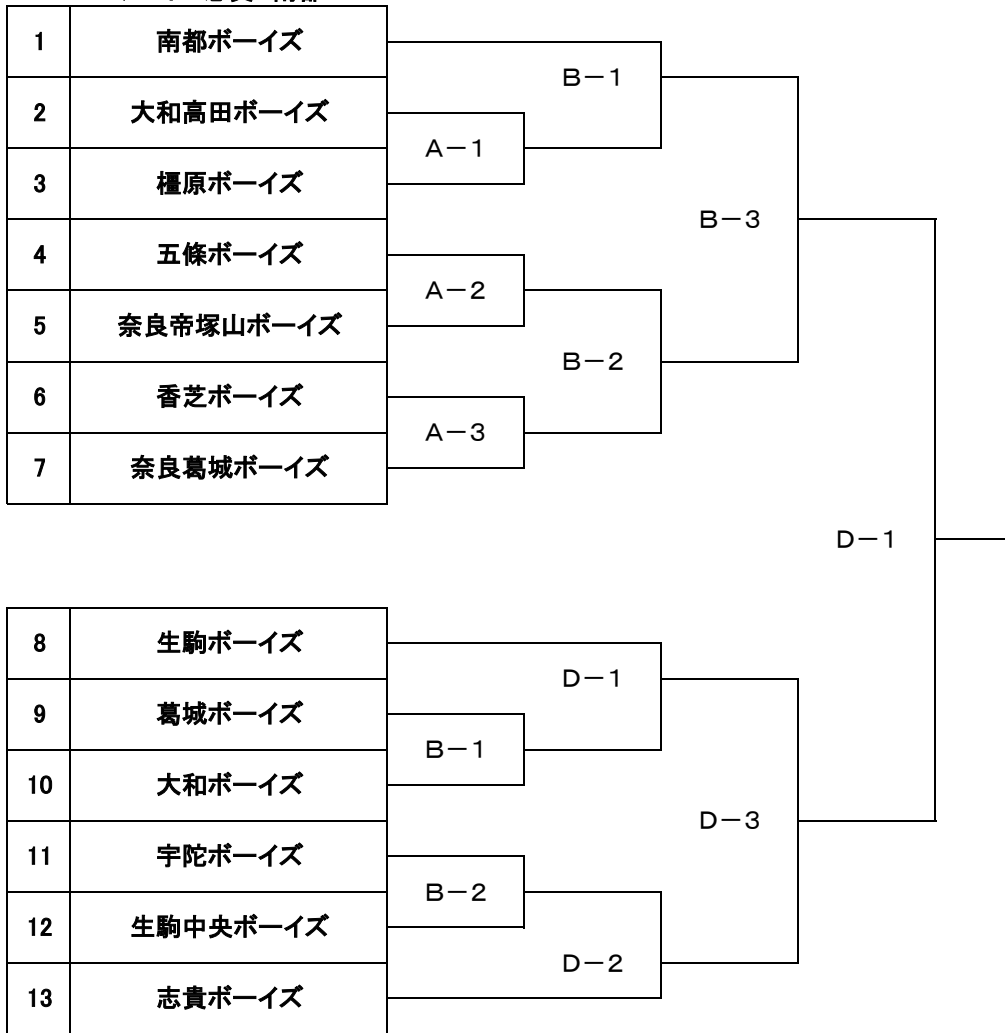 1 南都ボーイズ
B－1
2 大和高田ボーイズ
A－1
3 橿原ボーイズ
B－3
4 五條ボーイズ
A－2
5 奈良帝塚山ボーイズ
B－2
6 香芝ボーイズ
A－3
7 奈良葛城ボーイズ
D－1
8 生駒ボーイズ
D－1
9 葛城ボーイズ
B－1
10 大和ボーイズ
D－3
11 宇陀ボーイズ
B－2
12 生駒中央ボーイズ
D－2
13 志貴ボーイズ